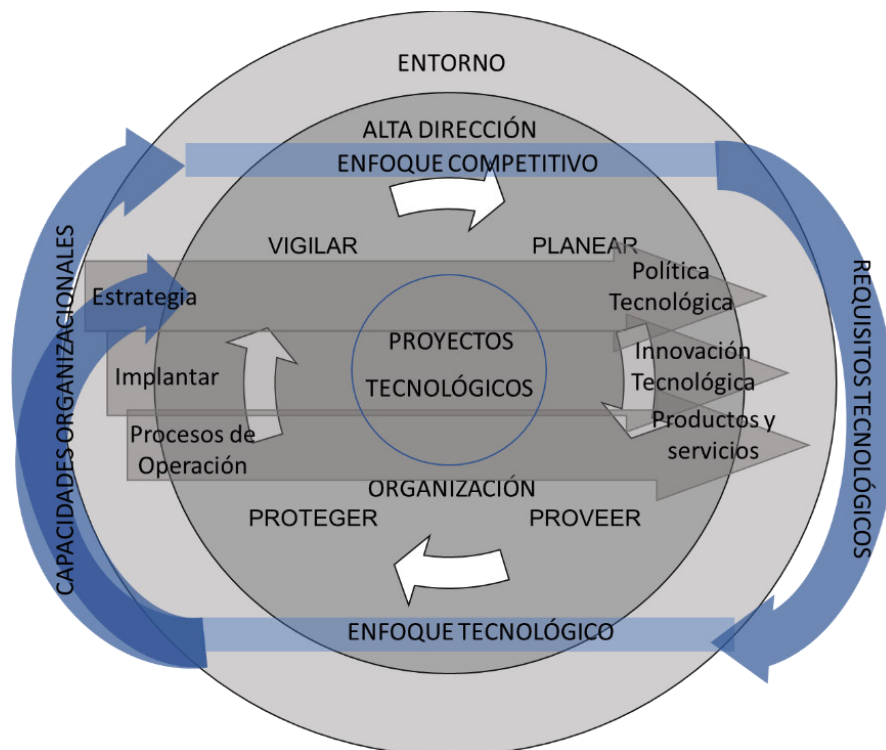 ENTORNO
ALTA DIRECCIÓN
ENFOQUE COMPETITIVO
VIGILAR
PLANEAR
Estrategia
Política
Tecnológica
PROYECTOS
TECNOLÓGICOS
Implantar
Innovación
Tecnológica
Procesos de
Operación
Productos y
servicios
ORGANIZACIÓN
PROTEGER
PROVEER
ENFOQUE TECNOLÓGICO
CAPACIDADES ORGANIZACIONALES
REQUISITOS TECNOLÓGICOS